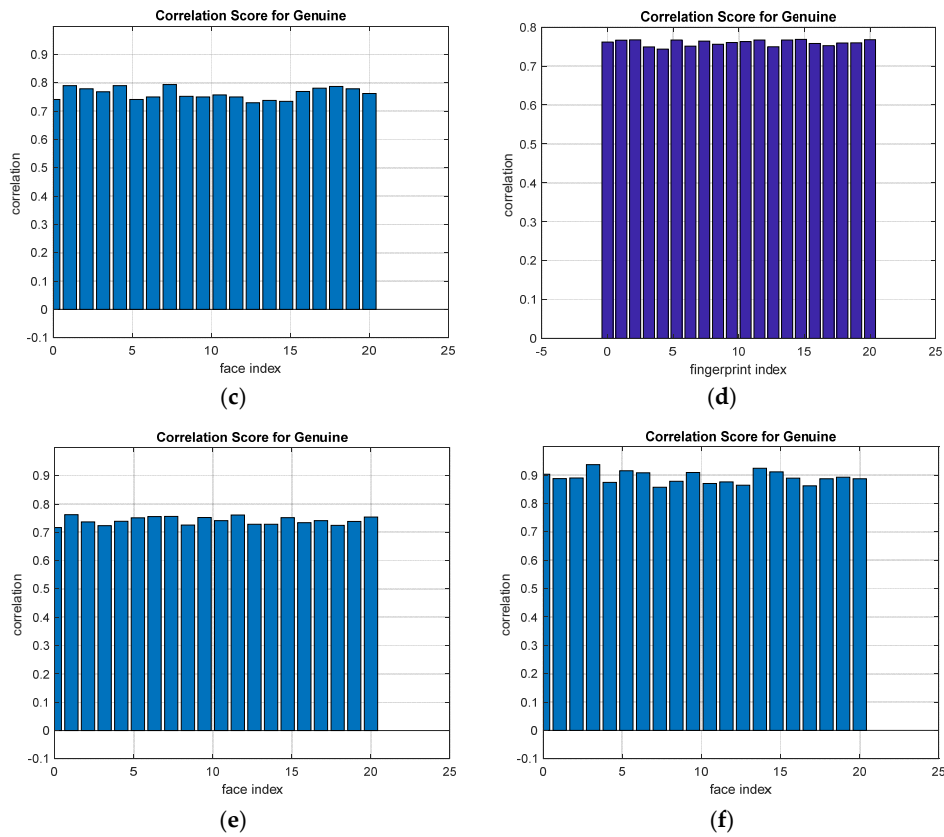 Correlation Score for Genuine
0.9
0.8
0.7
0.6
0.5
0.4
0.3
0.2
0.1
0
-0.1
correlation
0 5 10 15 20 25
face index
(c)
Correlation Score for Genuine
0.8
0.7
0.6
0.5
0.4
0.3
0.2
0.1
0
correlation
-5 0 5 10 15 20 25
fingerprint index
(d)
Correlation Score for Genuine
0.9
0.8
0.7
0.6
0.5
0.4
0.3
0.2
0.1
0
-0.1
correlation
0 5 10 15 20 25
face index
(e)
Correlation Score for Genuine
0.9
0.8
0.7
0.6
0.5
0.4
0.3
0.2
0.1
0
-0.1
correlation
0 5 10 15 20 25
face index
(f)